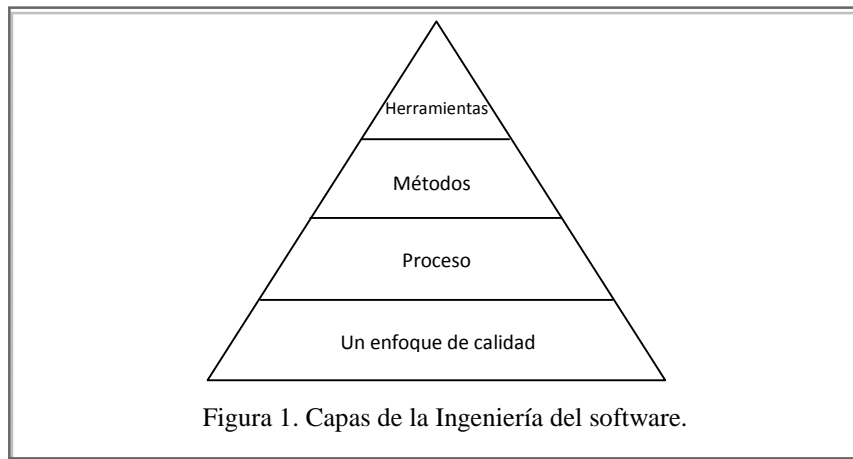 Herramientas
Métodos
Proceso
Un enfoque de calidad
Figura 1. Capas de la Ingeniería del software.